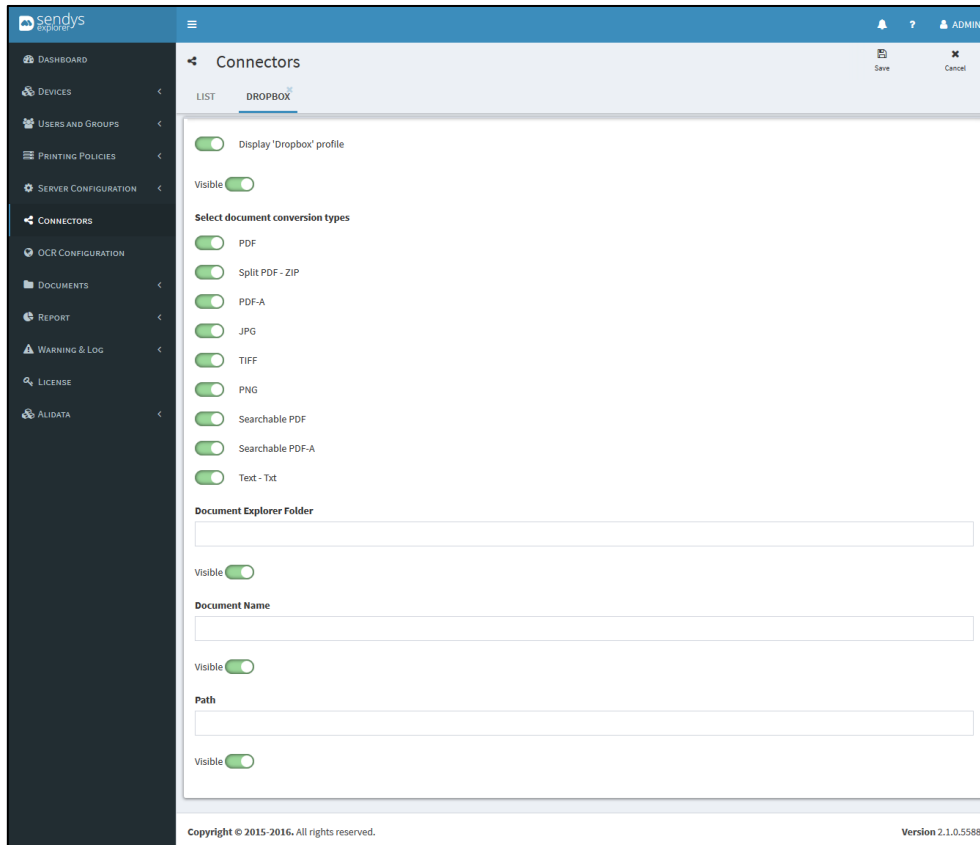 sendys
explorer
ADMIN
DASHBOARD
DEVICES
USERS AND GROUPS
PRINTING POLICIES
SERVER CONFIGURATION
CONNECTORS
OCR CONFIGURATION
DOCUMENTS
REPORT
WARNING & LOG
LICENSE
ALIDATA
Connectors
Save
Cancel
LIST
DROPBOX
Display 'Dropbox' profile
Visible
Select document conversion types
PDF
Split PDF - ZIP
PDF-A
JPG
TIFF
PNG
Searchable PDF
Searchable PDF-A
Text - Txt
Document Explorer Folder
Visible
Document Name
Visible
Path
Visible
Copyright © 2015-2016. All rights reserved.
Version 2.1.0.5588